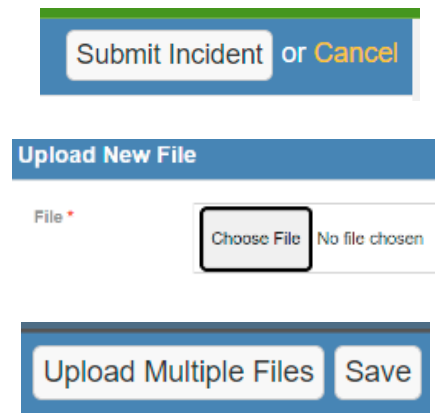 Submit Incident or Cancel
Upload New File
File *
Choose File No file chosen
Upload Multiple Files Save